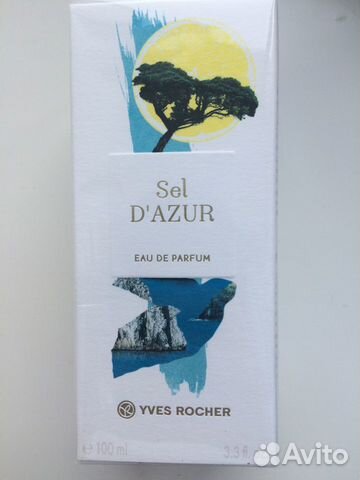 Sel
D'AZUR
EAU DE PARFUM
YVES ROCHER
e 100 ml 3.3 fl.
Avito